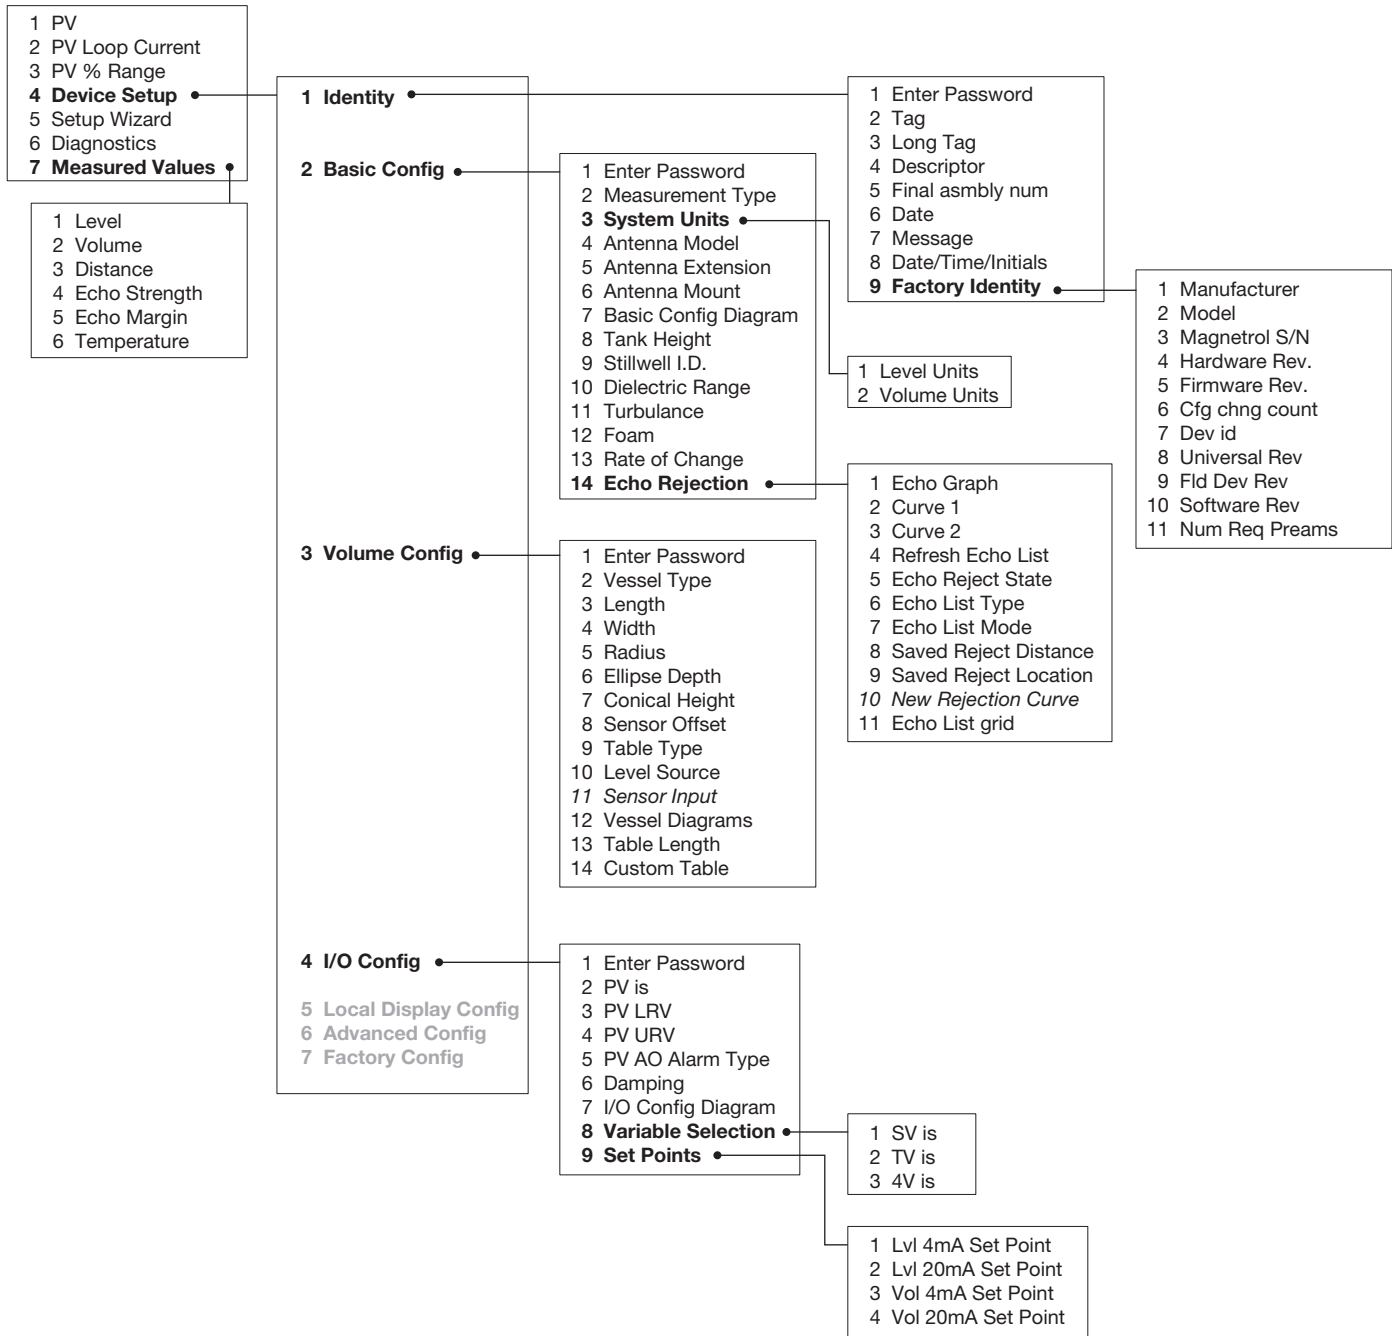 1 PV
2 PV Loop Current
3 PV % Range
4 Device Setup
5 Setup Wizard
6 Diagnostics
7 Measured Values
1 Level
2 Volume
3 Distance
4 Echo Strength
5 Echo Margin
6 Temperature
1 Identity
2 Basic Config
3 Volume Config
4 I/O Config
5 Local Display Config
6 Advanced Config
7 Factory Config
1 Enter Password
2 Tag
3 Long Tag
4 Descriptor
5 Final asmbly num
6 Date
7 Message
8 Date/Time/Initials
9 Factory Identity
1 Manufacturer
2 Model
3 Magnetrol S/N
4 Hardware Rev.
5 Firmware Rev.
6 Cfg chng count
7 Dev id
8 Universal Rev
9 Fld Dev Rev
10 Software Rev
11 Num Req Preams
1 Enter Password
2 Measurement Type
3 System Units
4 Antenna Model
5 Antenna Extension
6 Antenna Mount
7 Basic Config Diagram
8 Tank Height
9 Stillwell I.D.
10 Dielectric Range
11 Turbulance
12 Foam
13 Rate of Change
14 Echo Rejection
1 Level Units
2 Volume Units
1 Echo Graph
2 Curve 1
3 Curve 2
4 Refresh Echo List
5 Echo Reject State
6 Echo List Type
7 Echo List Mode
8 Saved Reject Distance
9 Saved Reject Location
10 New Rejection Curve
11 Echo List grid
1 Enter Password
2 Vessel Type
3 Length
4 Width
5 Radius
6 Ellipse Depth
7 Conical Height
8 Sensor Offset
9 Table Type
10 Level Source
11 Sensor Input
12 Vessel Diagrams
13 Table Length
14 Custom Table
1 Enter Password
2 PV is
3 PV LRV
4 PV URV
5 PV AO Alarm Type
6 Damping
7 I/O Config Diagram
8 Variable Selection
9 Set Points
1 SV is
2 TV is
3 4V is
1 Lvl 4mA Set Point
2 Lvl 20mA Set Point
3 Vol 4mA Set Point
4 Vol 20mA Set Point